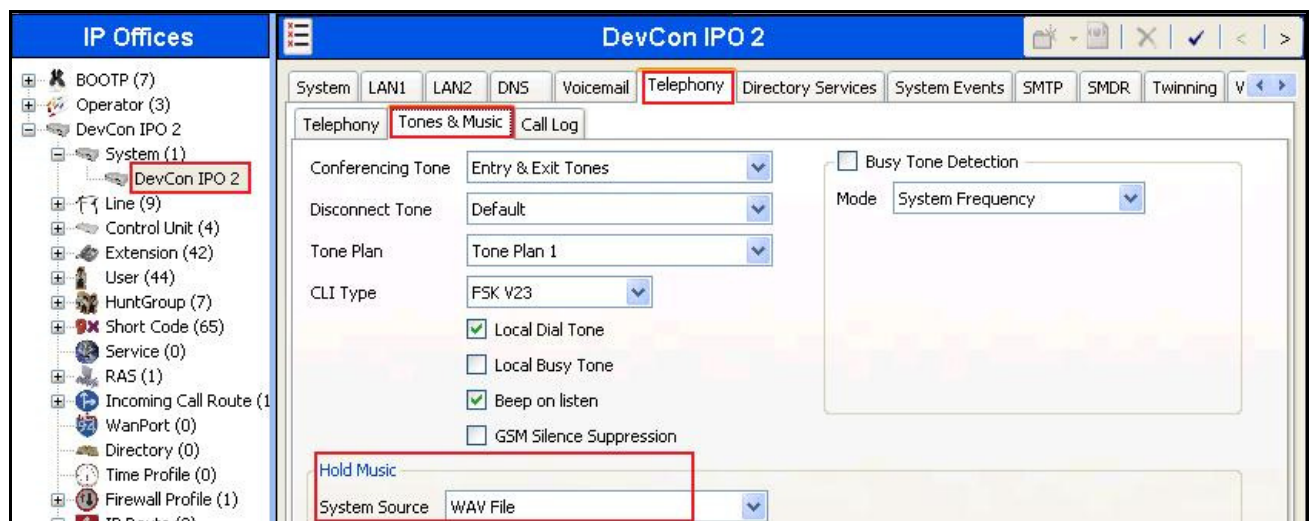 IP Offices
BOOTP (7)
Operator (3)
DevCon IPO 2
System (1)
DevCon IPO 2
Line (9)
Control Unit (4)
Extension (42)
User (44)
HuntGroup (7)
Short Code (65)
Service (0)
RAS (1)
Incoming Call Route (1
WanPort (0)
Directory (0)
Time Profile (0)
Firewall Profile (1)
DevCon IPO 2
System LAN1 LAN2 DNS Voicemail Telephony Directory Services System Events SMTP SMDR Twinning V
Telephony Tones & Music Call Log
Conferencing Tone Entry & Exit Tones
Disconnect Tone Default
Tone Plan Tone Plan 1
CLI Type FSK V23
Local Dial Tone
Local Busy Tone
Beep on listen
GSM Silence Suppression
Busy Tone Detection
Mode System Frequency
Hold Music
System Source WAV File